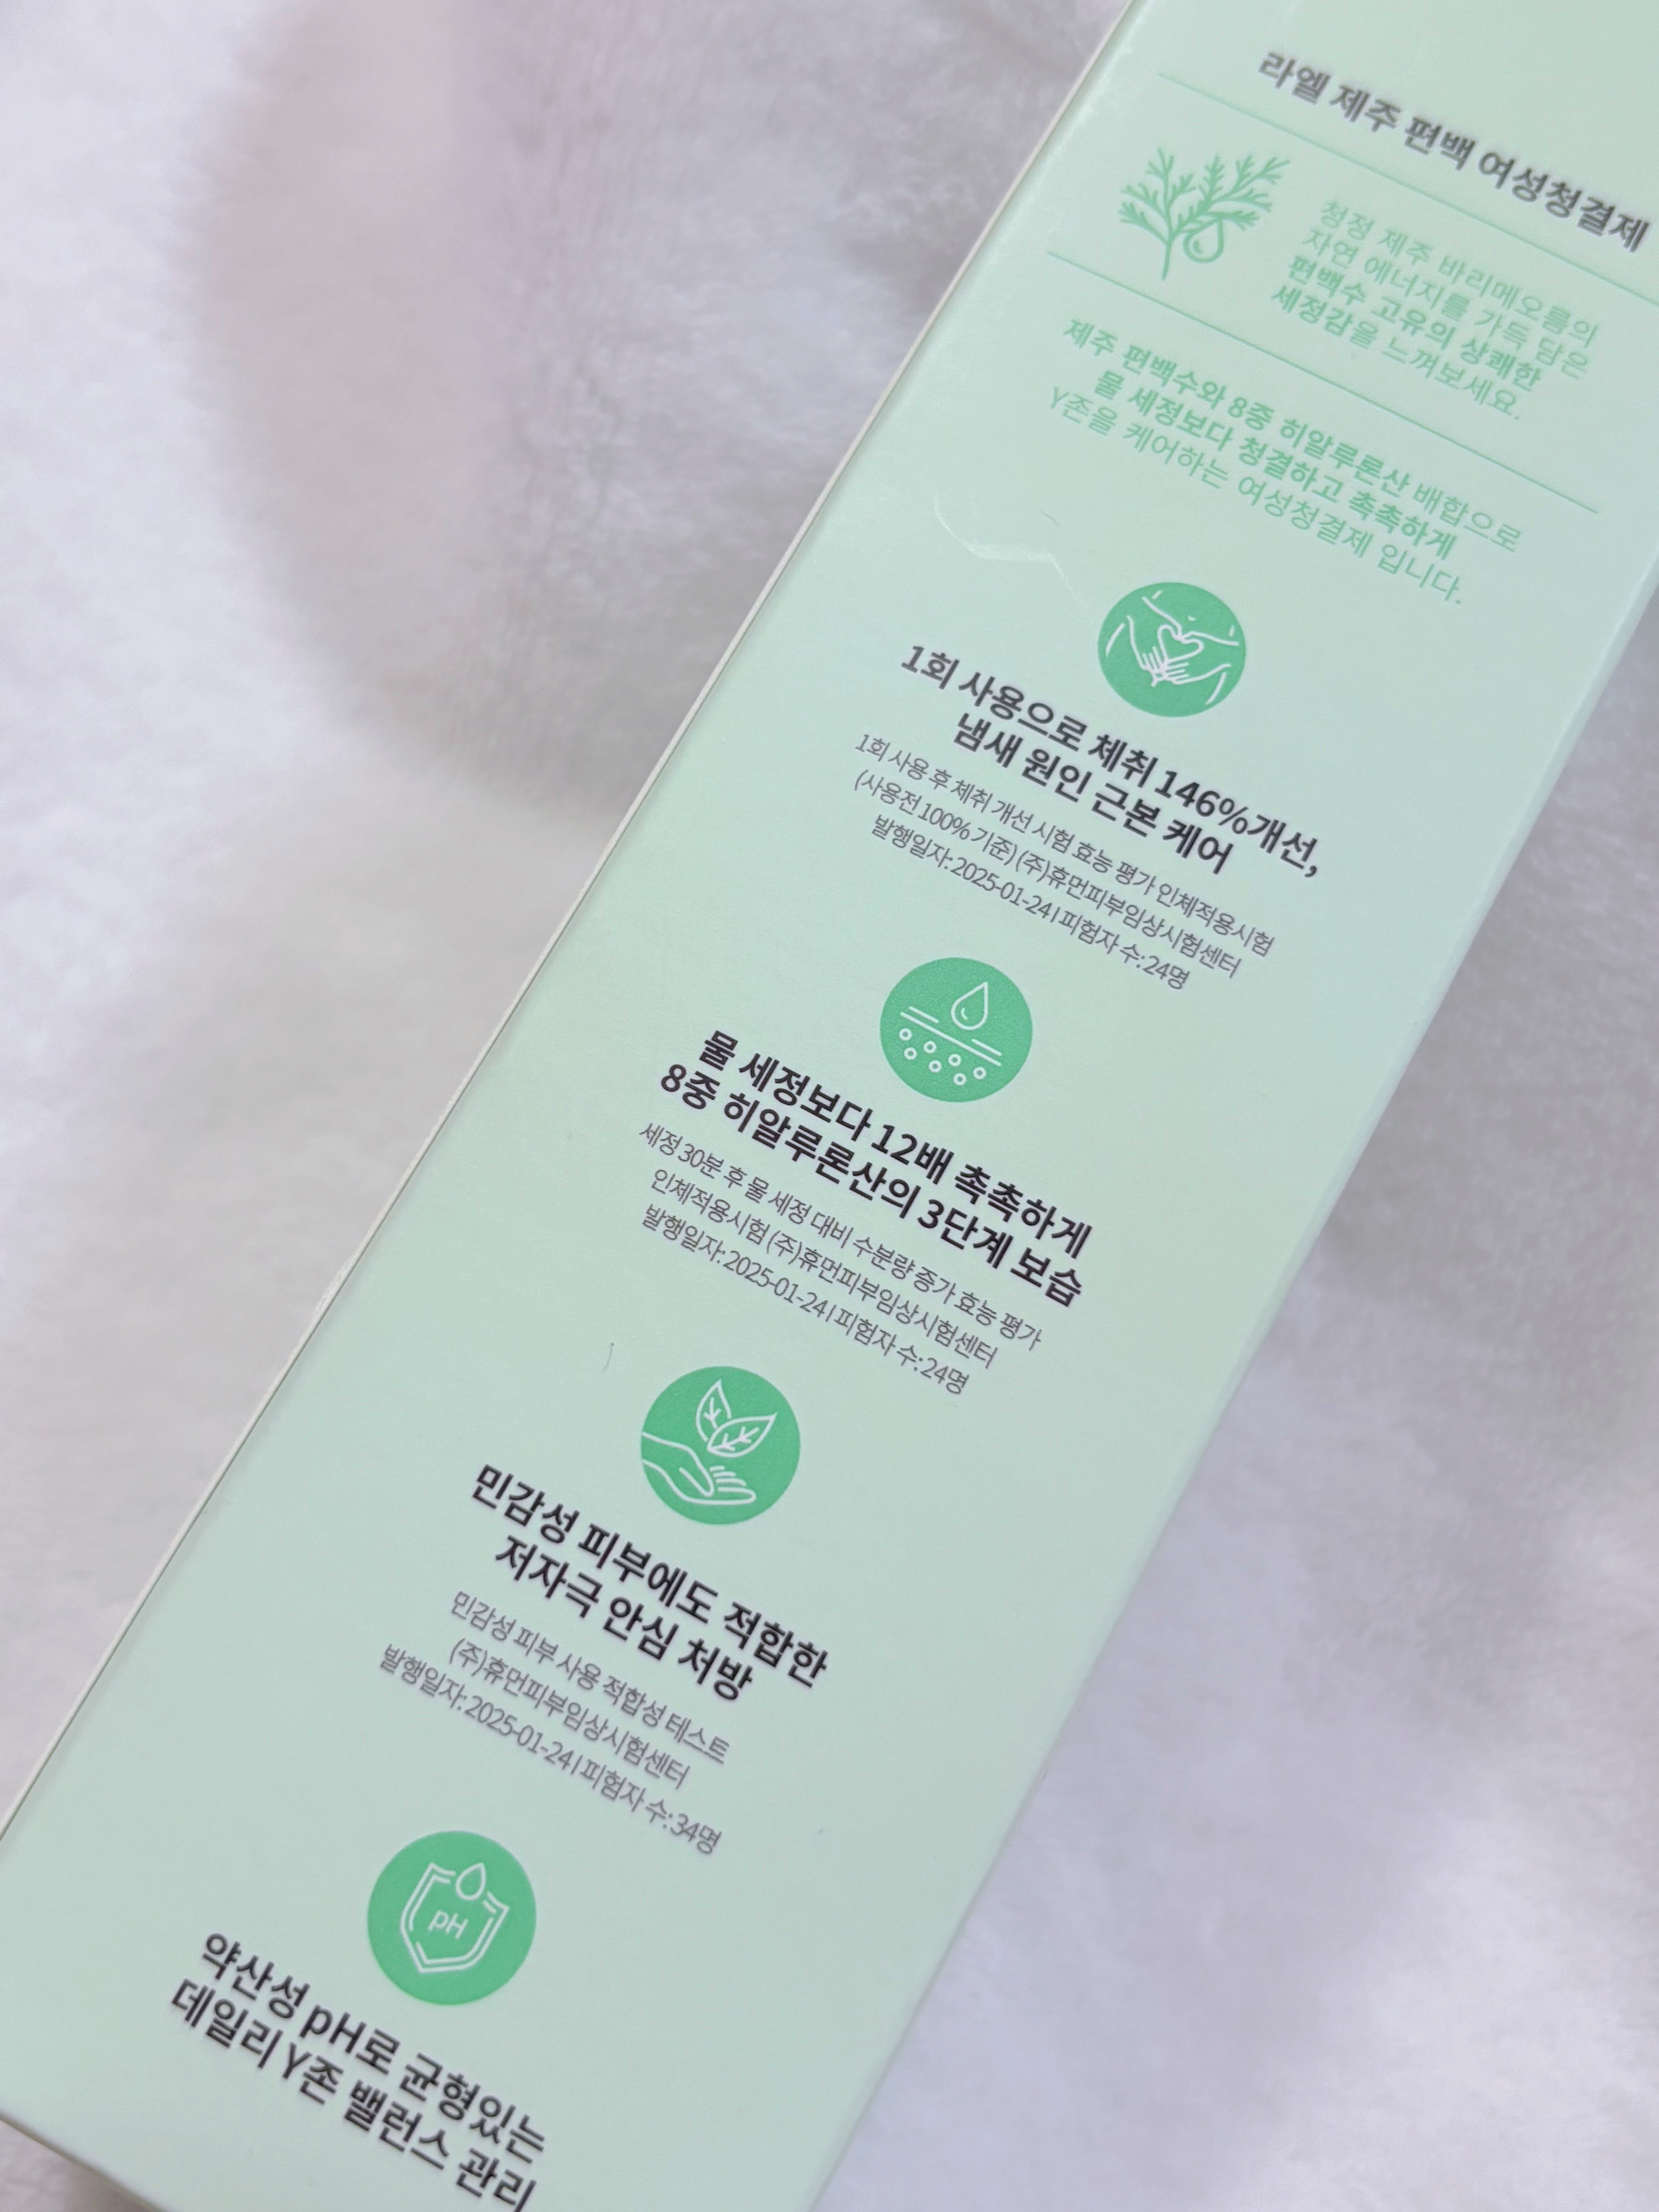 라엘 제주 편백 여성청결제
청정 제주 바리메오름의
자연 에너지를 가득 담은
편백수 고유의 상쾌한
세정감을 느껴보세요.
제주 편백수와 8중 히알루론산 배합으로
물 세정보다 청결하고 촉촉하게
Y존을 케어하는 여성청결제 입니다.
1회 사용으로 체취 146%개선,
냄새 원인 근본 케어
1회 사용 후 체취 개선 시험 효능 평가 인체적용시험
(사용전 100% 기준) (주)휴먼피부임상시험센터
발행일자: 2025-01-24 I 피험자 수: 24명
물 세정보다 12배 촉촉하게
8중 히알루론산의 3단계 보습
세정 30분 후 물 세정 대비 수분량 증가 효능 평가
인체적용시험 (주)휴먼피부임상시험센터
발행일자: 2025-01-24 I 피험자 수: 24명
민감성 피부에도 적합한
저자극 안심 처방
민감성 피부 사용 적합성 테스트
(주)휴먼피부임상시험센터
발행일자: 2025-01-24 I 피험자 수: 34명
pH
약산성 pH로 균형있는
데일리 Y존 밸런스 관리